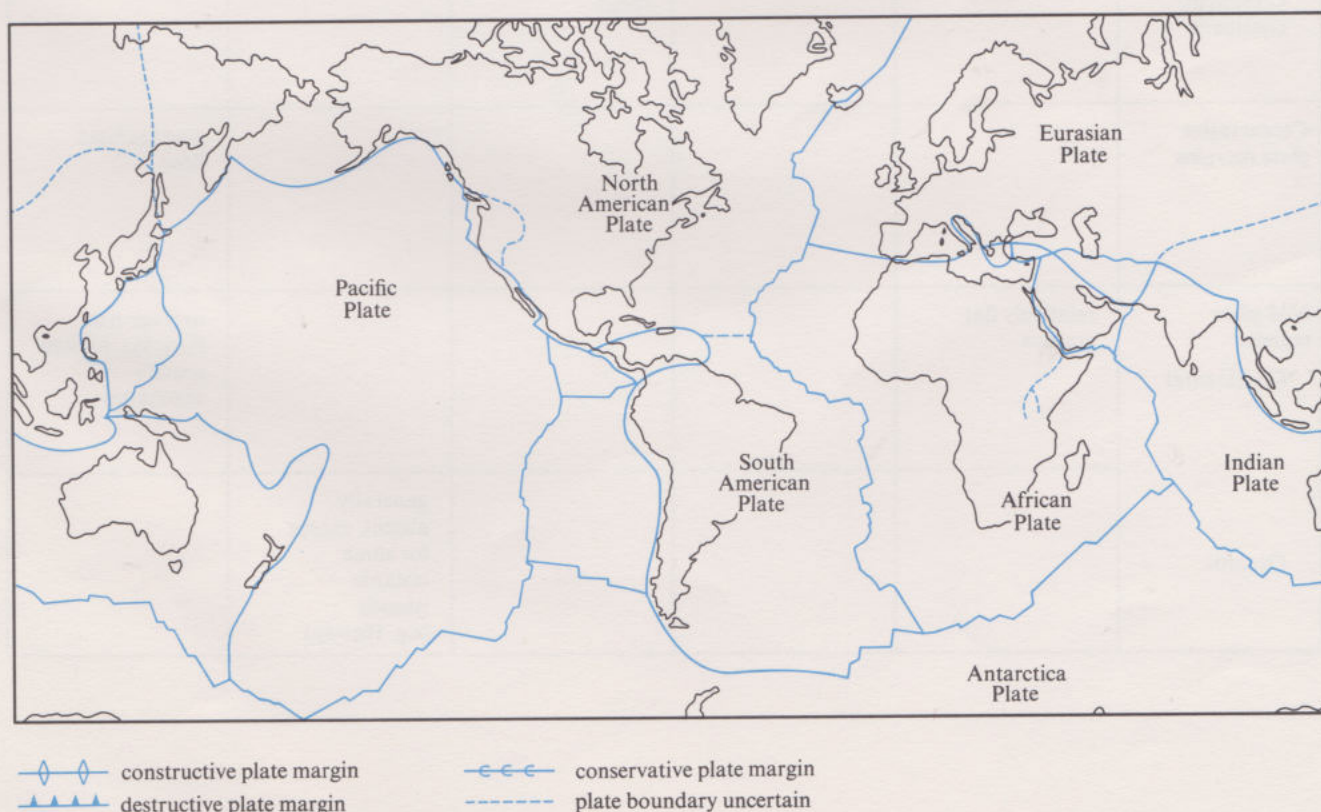 Eurasian
Plate
North
American
Plate
Pacific
Plate
South
American
Plate
African
Plate
Indian
Plate
Antarctica
Plate
constructive plate margin
conservative plate margin
destructive plate margin
plate boundary uncertain